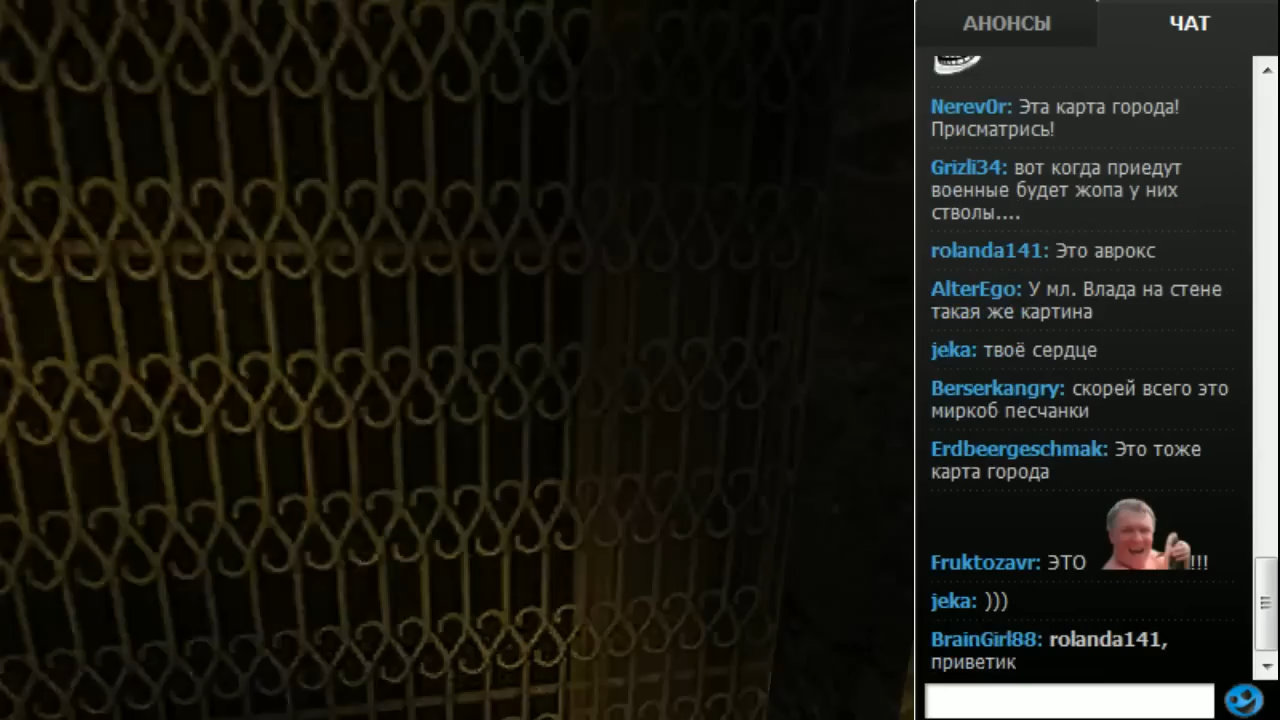 АНОНСЫ
ЧАТ
Nerev0r: Эта карта города!
Присматрись!
Grizli34: вот когда приедут
военные будет жопа у них
стволы....
rolanda141: Это аврокс
AlterEgo: У мл. Влада на стене
такая же картина
jeka: твоё сердце
Berserkangry: скорей всего это
миркоб песчанки
Erdbeergeschmak: Это тоже
карта города
Fruktozavr: ЭТО !!!
jeka: )))
BrainGirl88: rolanda141,
приветик